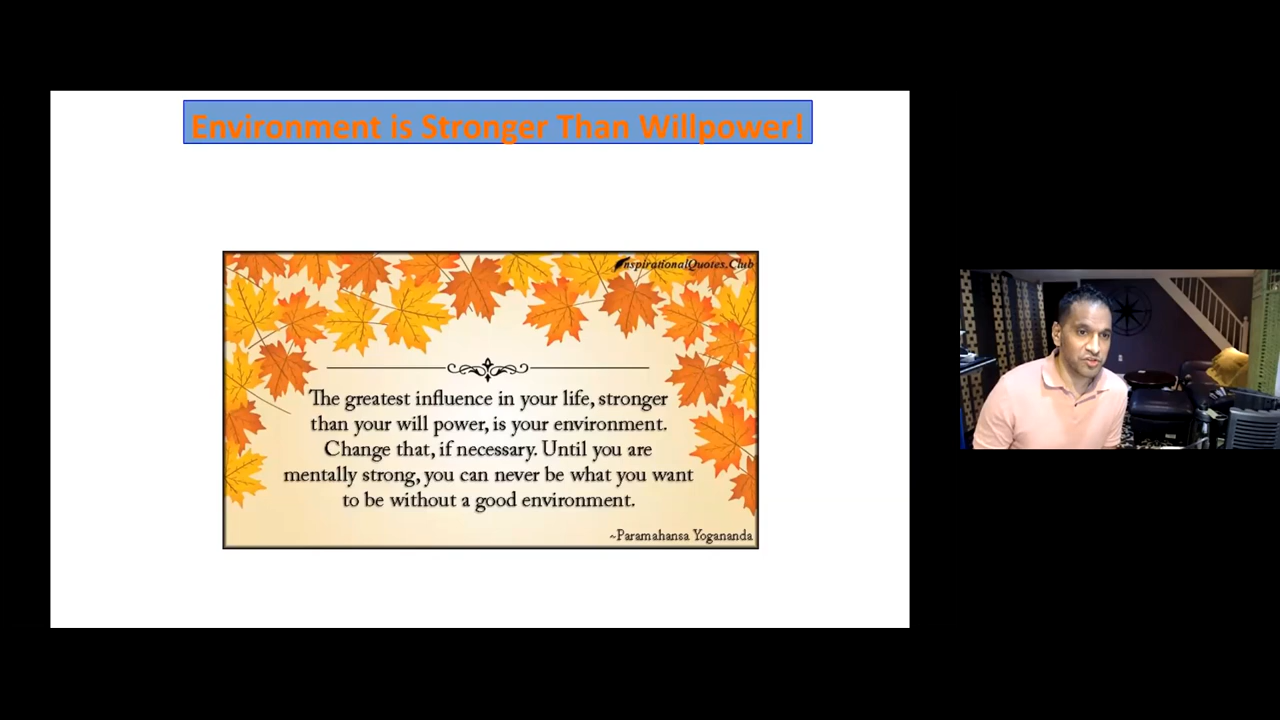 Environment is Stronger Than Willpower!
InspirationalQuotes.Club
The greatest influence in your life, stronger
than your will power, is your environment.
Change that, if necessary. Until you are
mentally strong, you can never be what you want
to be without a good environment.
~Paramahansa Yogananda